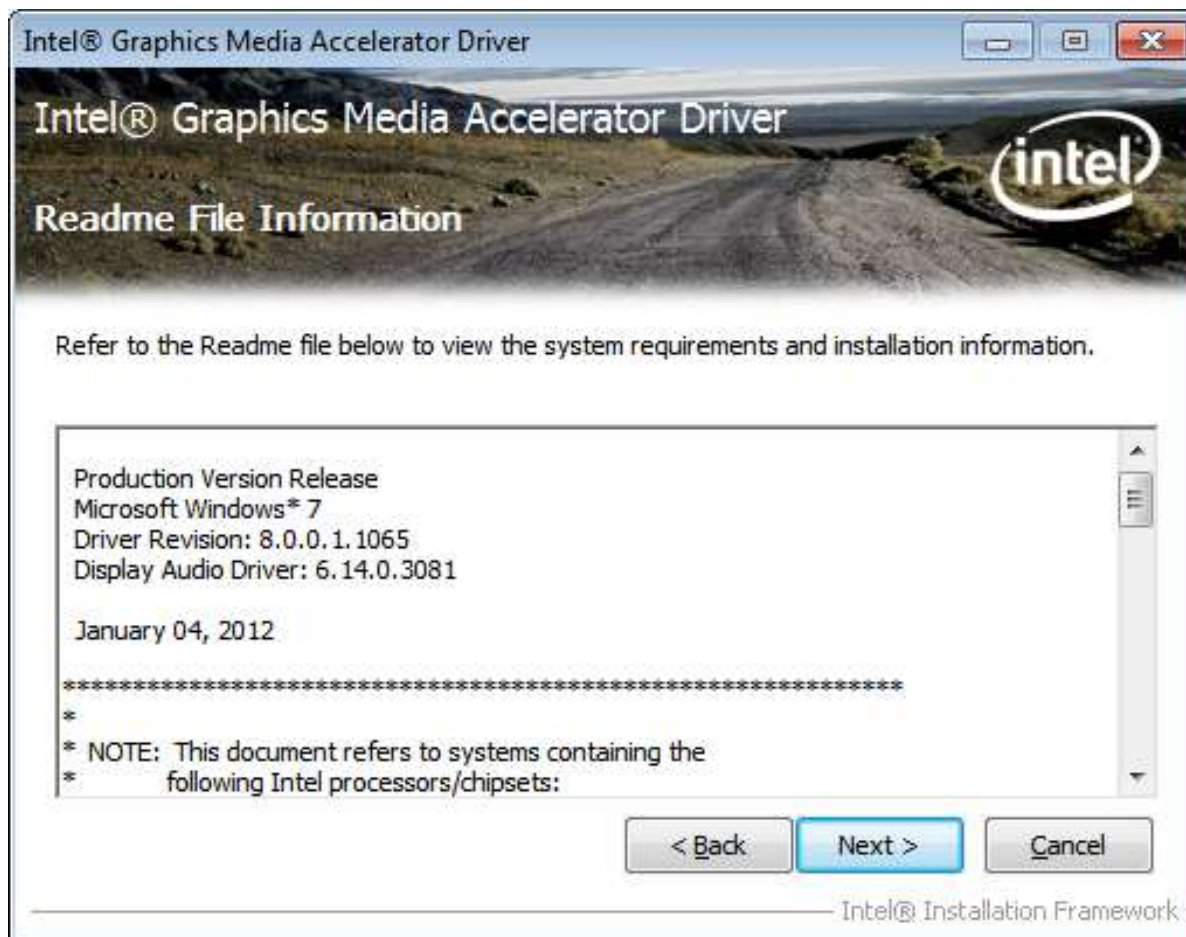 Intel® Graphics Media Accelerator Driver
Intel® Graphics Media Accelerator Driver
intel
Readme File Information
Refer to the Readme file below to view the system requirements and installation information.
Production Version Release
Microsoft Windows* 7
Driver Revision: 8.0.0.1.1065
Display Audio Driver: 6.14.0.3081
January 04, 2012
************************************************************
*
* NOTE: This document refers to systems containing the
* following Intel processors/chipsets:
< Back Next > Cancel
Intel® Installation Framework